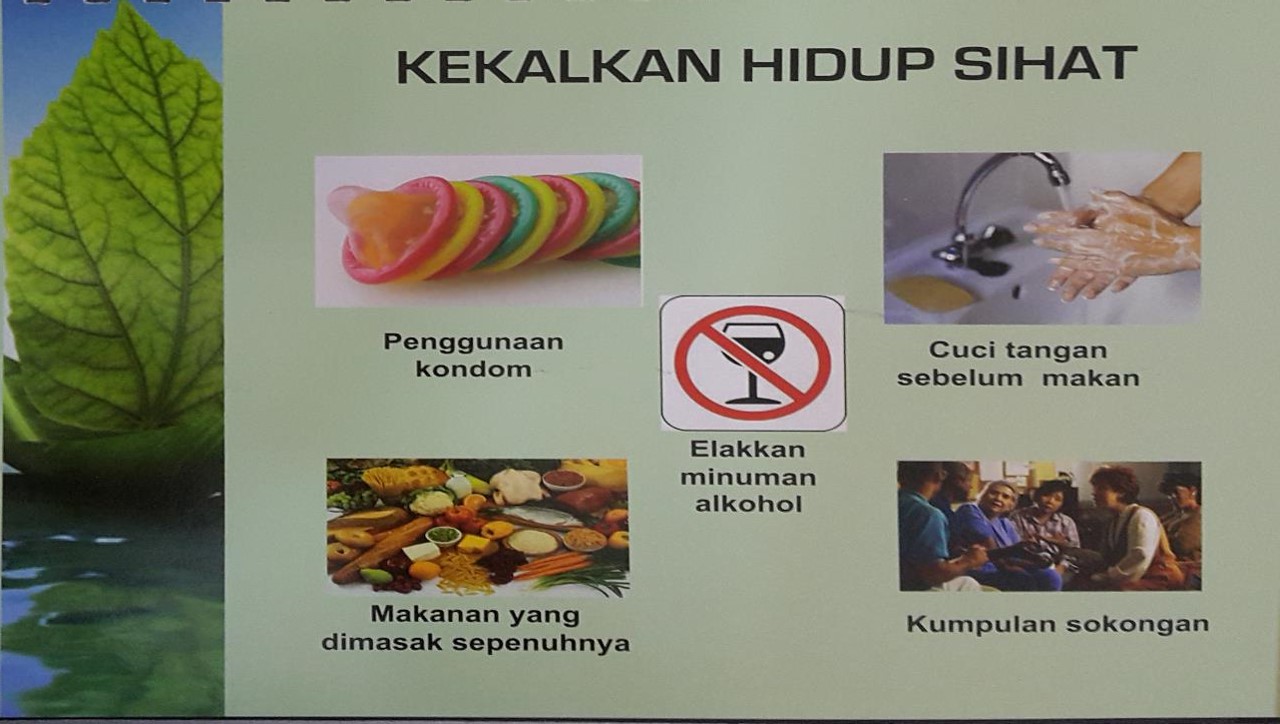 KEKALKAN HIDUP SIHAT
Penggunaan
kondom
Cuci tangan
sebelum makan
Elakkan
minuman
alkohol
Makanan yang
dimasak sepenuhnya
Kumpulan sokongan